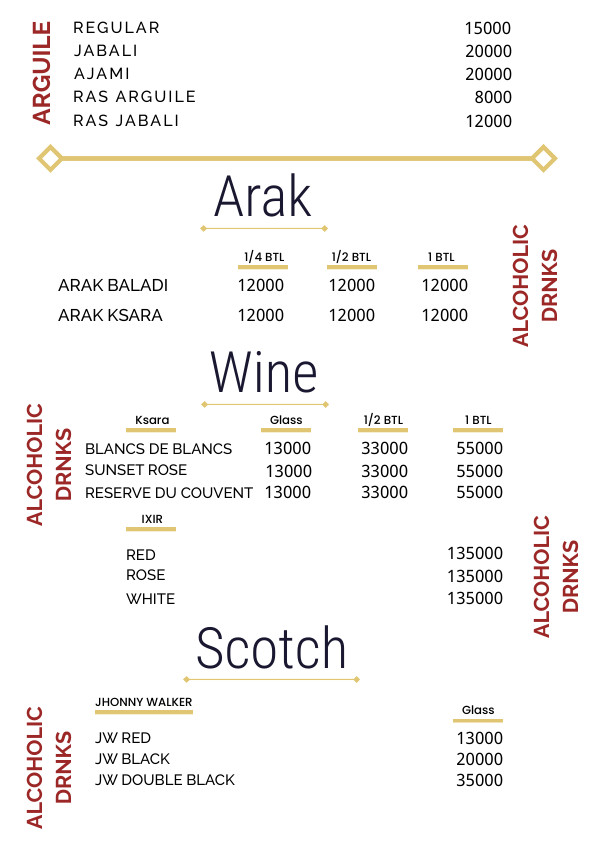 ARGUILE
REGULAR 15000
JABALI 20000
AJAMI 20000
RAS ARGUILE 8000
RAS JABALI 12000
Arak
ALCOHOLIC
DRNKS
1/4 BTL 1/2 BTL 1 BTL
ARAK BALADI 12000 12000 12000
ARAK KSARA 12000 12000 12000
Wine
ALCOHOLIC
DRNKS
Ksara Glass 1/2 BTL 1 BTL
BLANCS DE BLANCS 13000 33000 55000
SUNSET ROSE 13000 33000 55000
RESERVE DU COUVENT 13000 33000 55000
IXIR
ALCOHOLIC
DRNKS
RED 135000
ROSE 135000
WHITE 135000
Scotch
ALCOHOLIC
DRNKS
JHONNY WALKER Glass
JW RED 13000
JW BLACK 20000
JW DOUBLE BLACK 35000